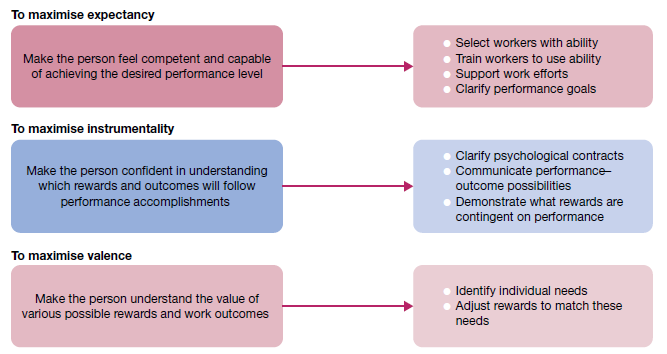 To maximise expectancy
Make the person feel competent and capable
of achieving the desired performance level
Select workers with ability
Train workers to use ability
Support work efforts
Clarify performance goals
To maximise instrumentality
Make the person confident in understanding
which rewards and outcomes will follow
performance accomplishments
Clarify psychological contracts
Communicate performance–
outcome possibilities
Demonstrate what rewards are
contingent on performance
To maximise valence
Make the person understand the value of
various possible rewards and work outcomes
Identify individual needs
Adjust rewards to match these
needs